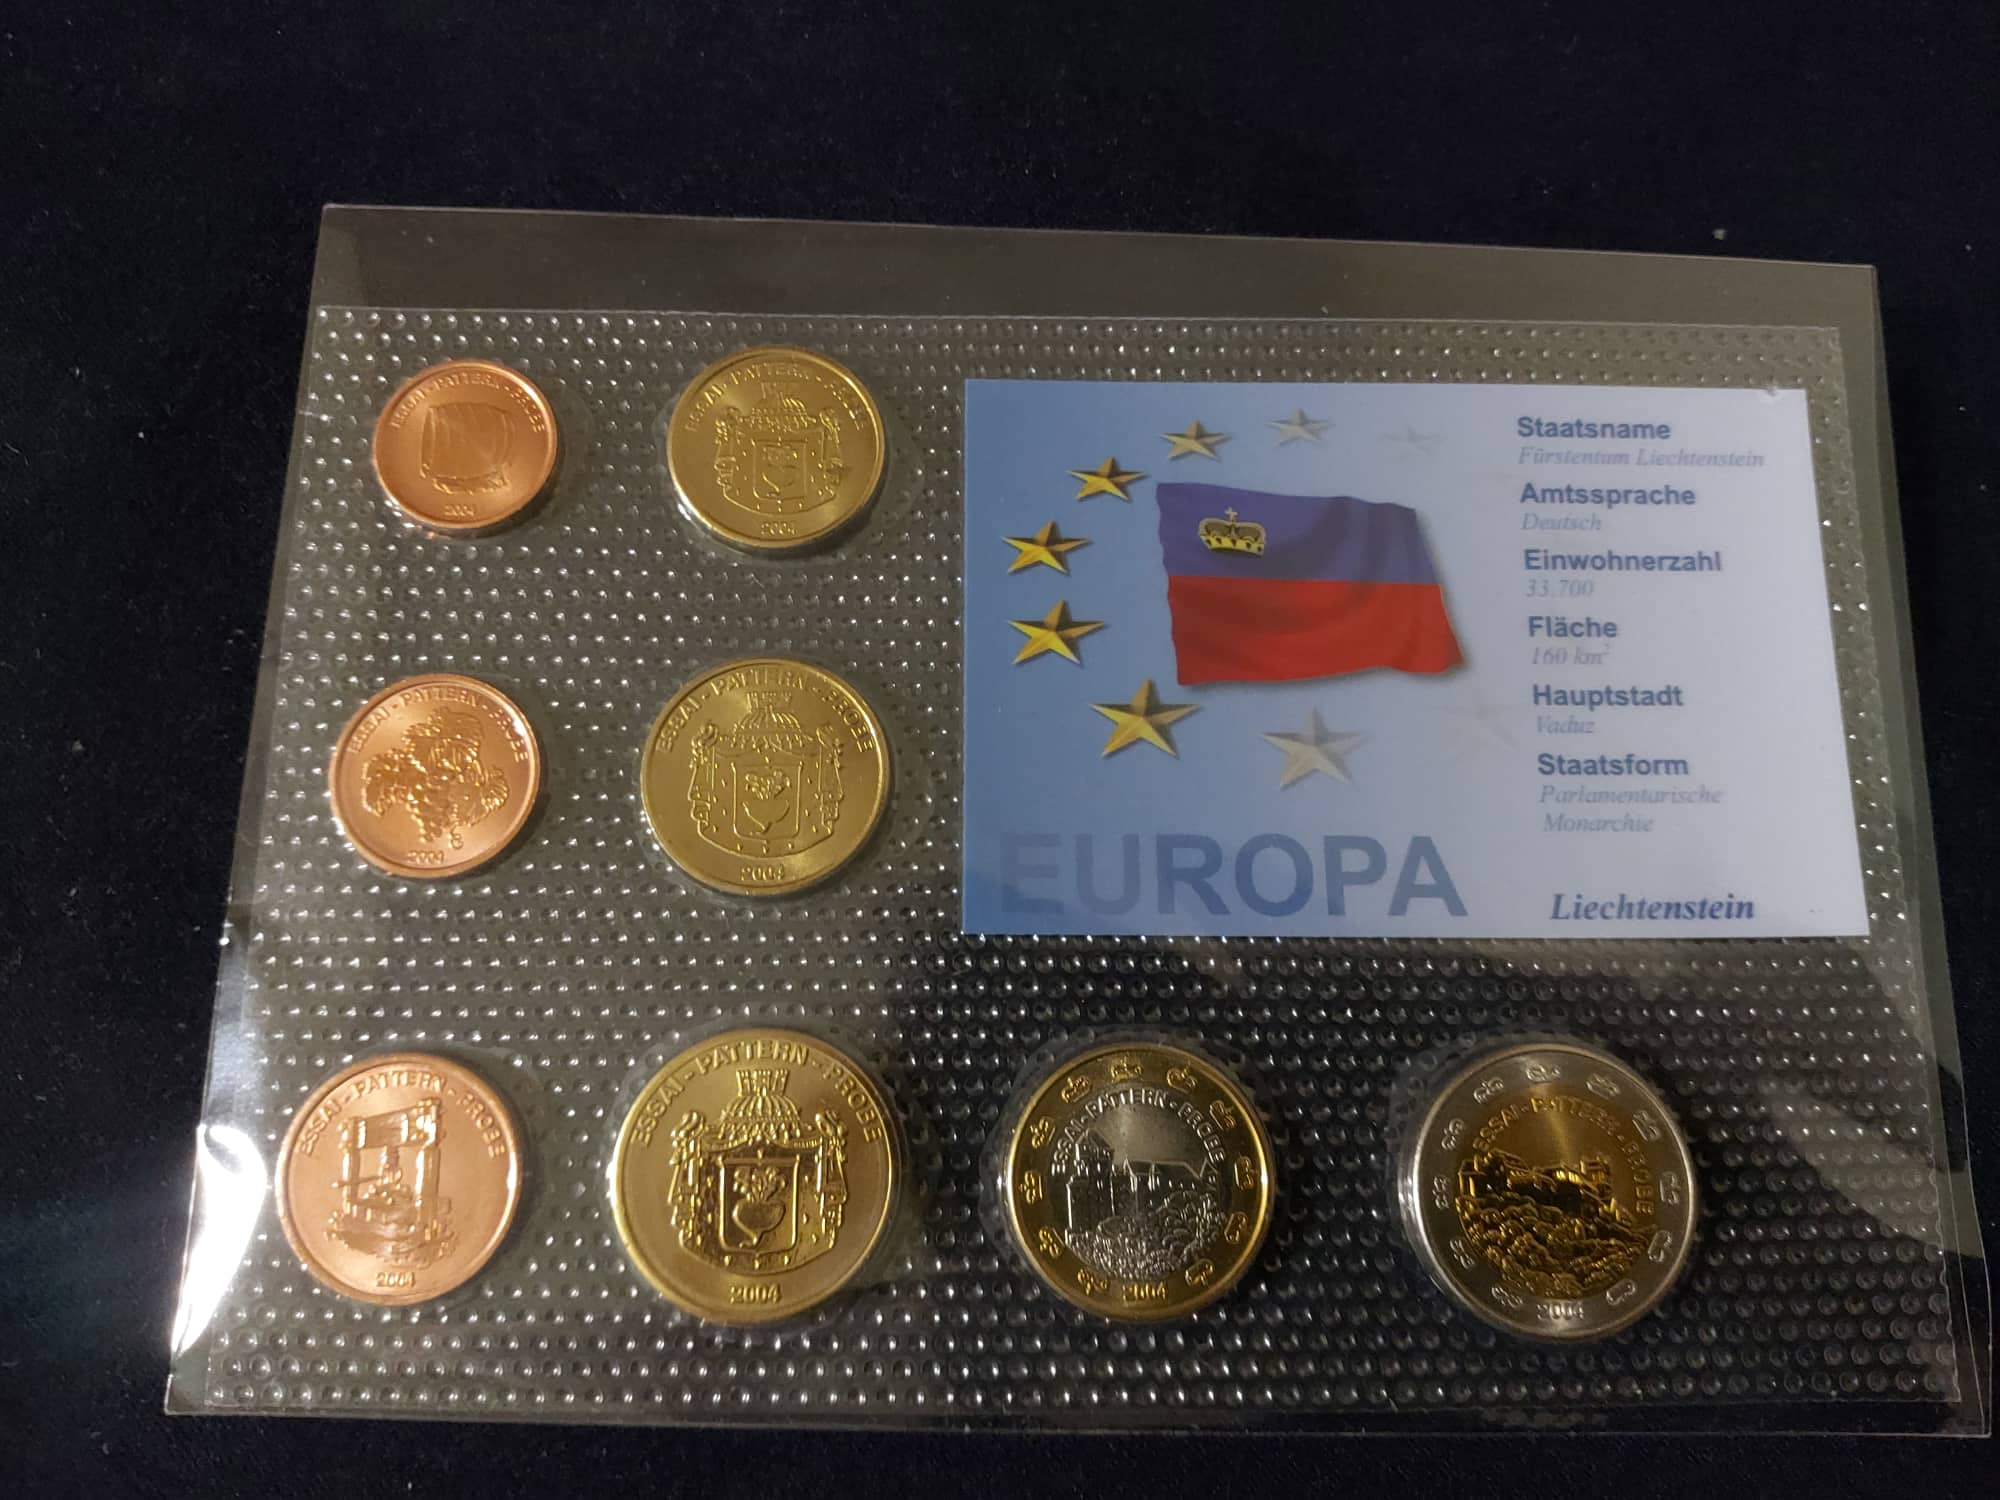 ESSAI - PATTERN - PROBE
2004
ESSAI - PATTERN - PROBE
2004
Staatsname
Fürstentum Liechtenstein
Amtssprache
Deutsch
Einwohnerzahl
33.700
Fläche
160 km²
Hauptstadt
Vaduz
Staatsform
Parlamentarische
Monarchie
EUROPA
Liechtenstein
ESSAI - PATTERN - PROBE
2004
ESSAI - PATTERN - PROBE
2004
ESSAI - PATTERN - PROBE
2004
ESSAI - PATTERN - PROBE
2004
ESSAI - PATTERN - PROBE
2004
ESSAI - PATTERN - PROBE
2004